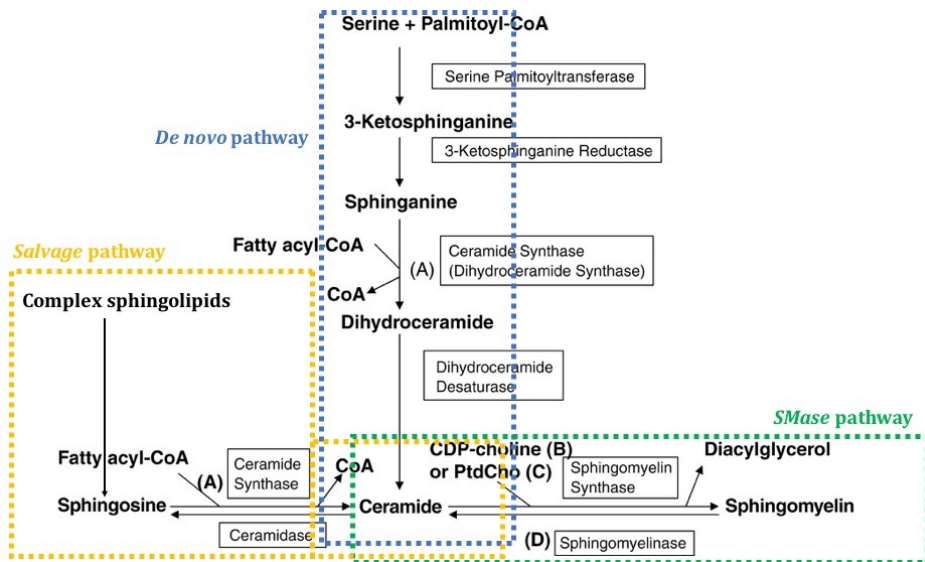 Serine + Palmitoyl-CoA
Serine Palmitoyltransferase
De novo pathway
3-Ketosphinganine
3-Ketosphinganine Reductase
Sphinganine
Salvage pathway
Fatty acyl-CoA
(A)
Ceramide Synthase
(Dihydroceramide Synthase)
CoA
Complex sphingolipids
Dihydroceramide
Dihydroceramide
Desaturase
SMase pathway
Fatty acyl-CoA
(A)
Ceramide
Synthase
CoA
CDP-choline (B)
or PtdCho (C)
Sphingomyelin
Synthase
Diacylglycerol
Sphingosine
Ceramide
Sphingomyelin
Ceramidase
(D)
Sphingomyelinase